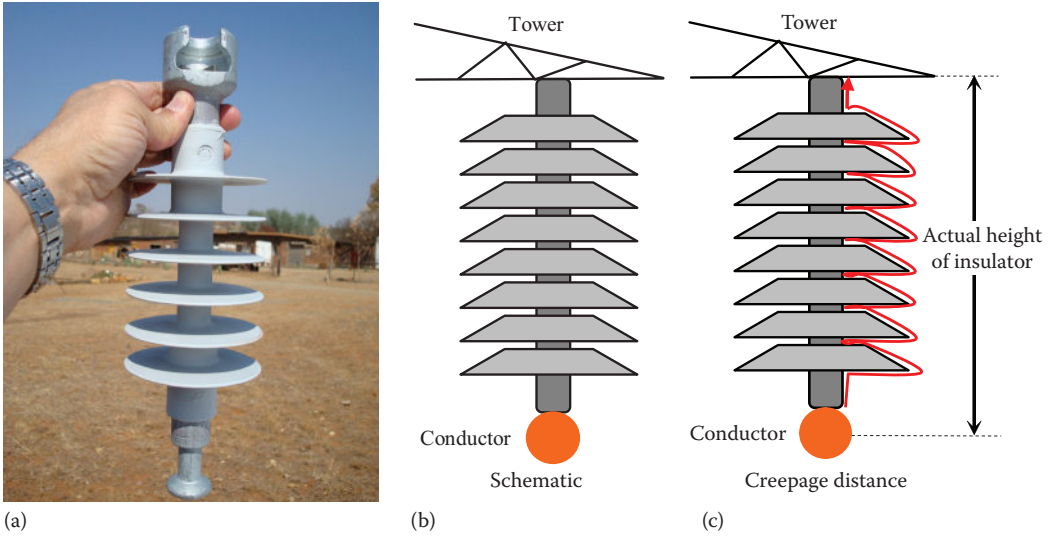 Tower
Tower
Actual height
of insulator
Conductor
Conductor
Schematic
Creepage distance
(a)
(b)
(c)